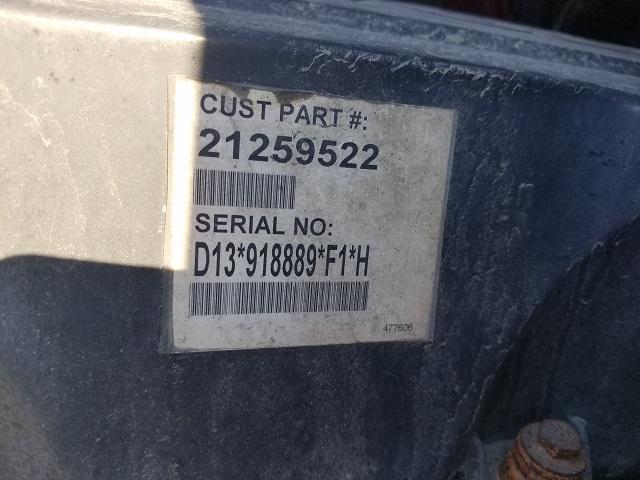 CUST PART #:
21259522
SERIAL NO:
D13*918889*F1*H
477606